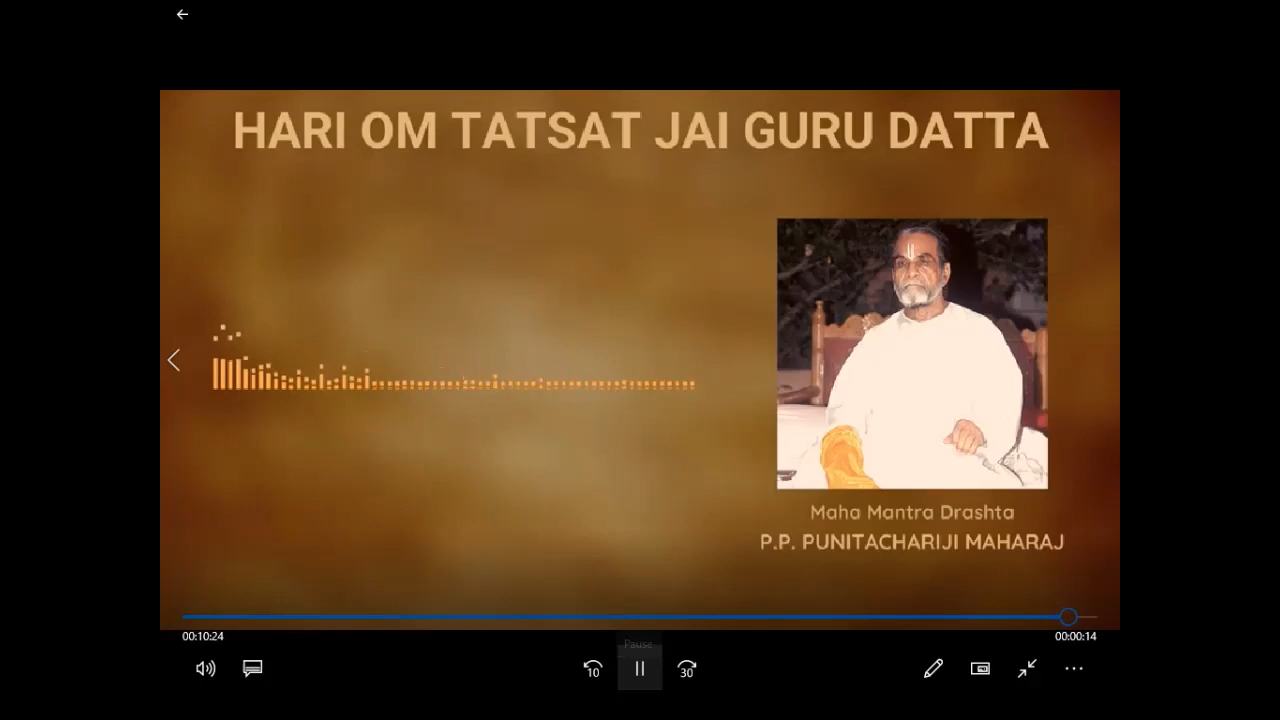 HARI OM TATSAT JAI GURU DATTA
Maha Mantra Drashta
P.P. PUNITACHARIJI MAHARAJ
00:10:24
00:00:14
Pause
10
30